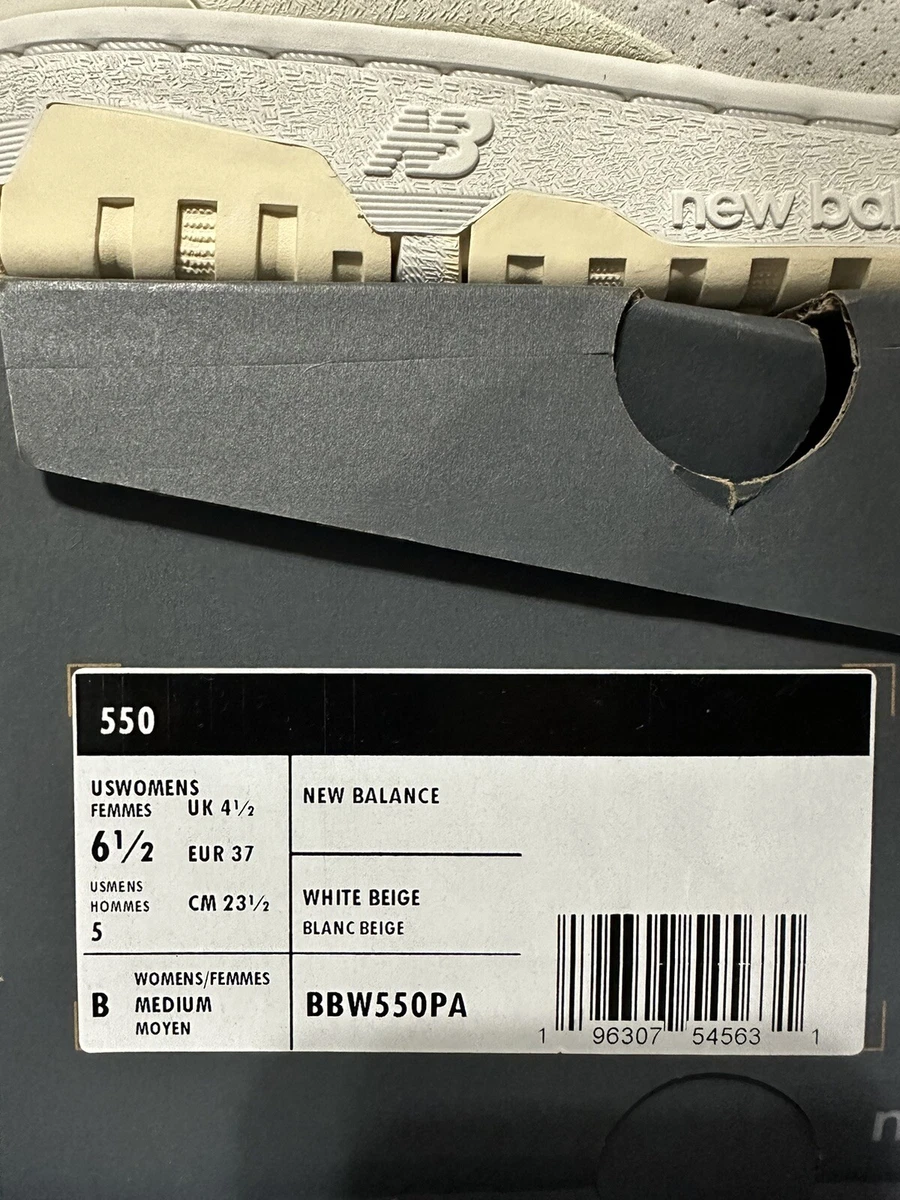 NB
new bal
550
USWOMENS
FEMMES
6½
USMENS
HOMMES
5
UK 4½
EUR 37
CM 23½
B
WOMENS/FEMMES
MEDIUM
MOYEN
NEW BALANCE
WHITE BEIGE
BLANC BEIGE
BBW550PA
1 96307 54563 1
n